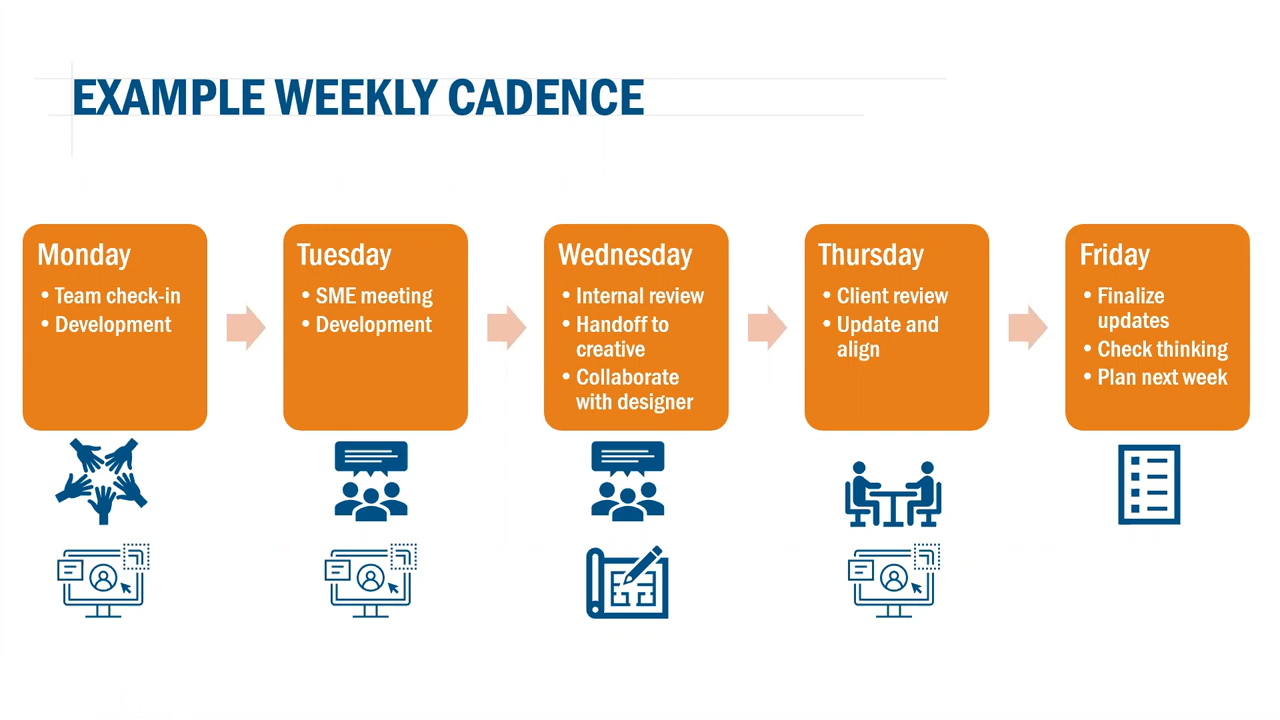 EXAMPLE WEEKLY CADENCE
Monday
• Team check-in
• Development
Tuesday
• SME meeting
• Development
Wednesday
• Internal review
• Handoff to
creative
• Collaborate
with designer
Thursday
• Client review
• Update and
align
Friday
• Finalize
updates
• Check thinking
• Plan next week